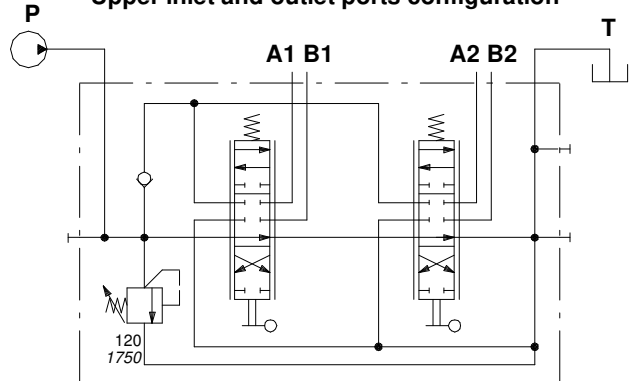 Upper inlet and outlet ports configuration
P
T
A1 B1
A2 B2
120
1750